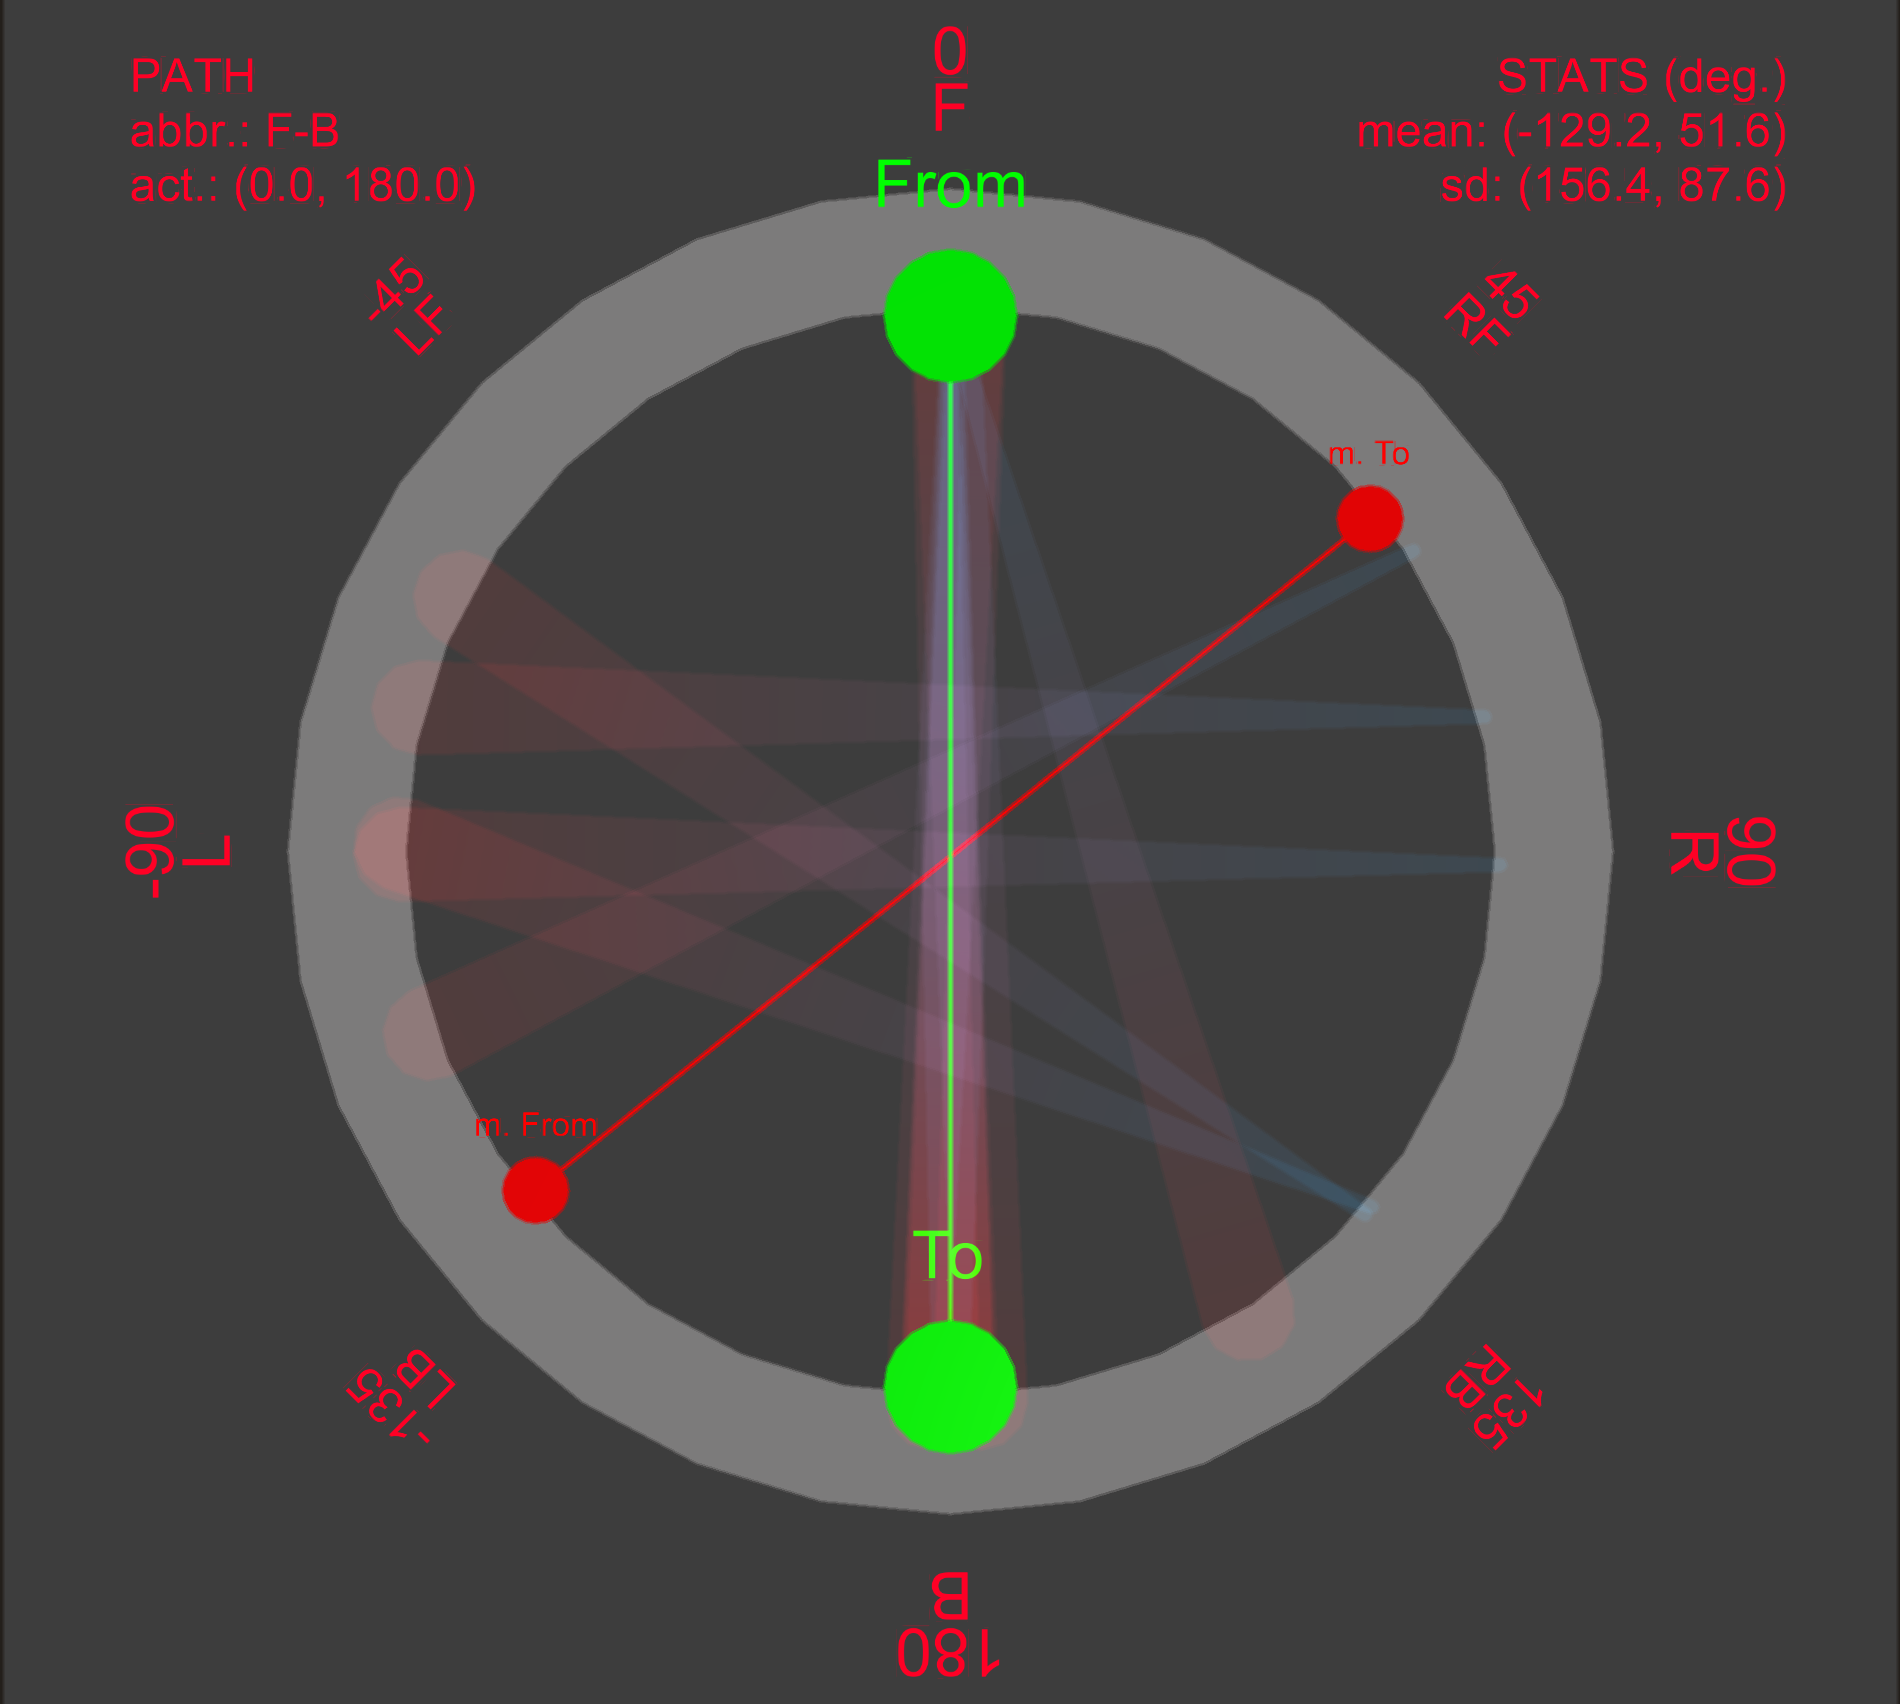 0
F
PATH
abbr.: F-B
act.: (0.0, 180.0)
STATS (deg.)
mean: (-129.2, 51.6)
sd: (156.4, 87.6)
From
-45
LF
45
RF
m. To
-90
L
90
R
m. From
To
LB
-135
RB
135
B
180